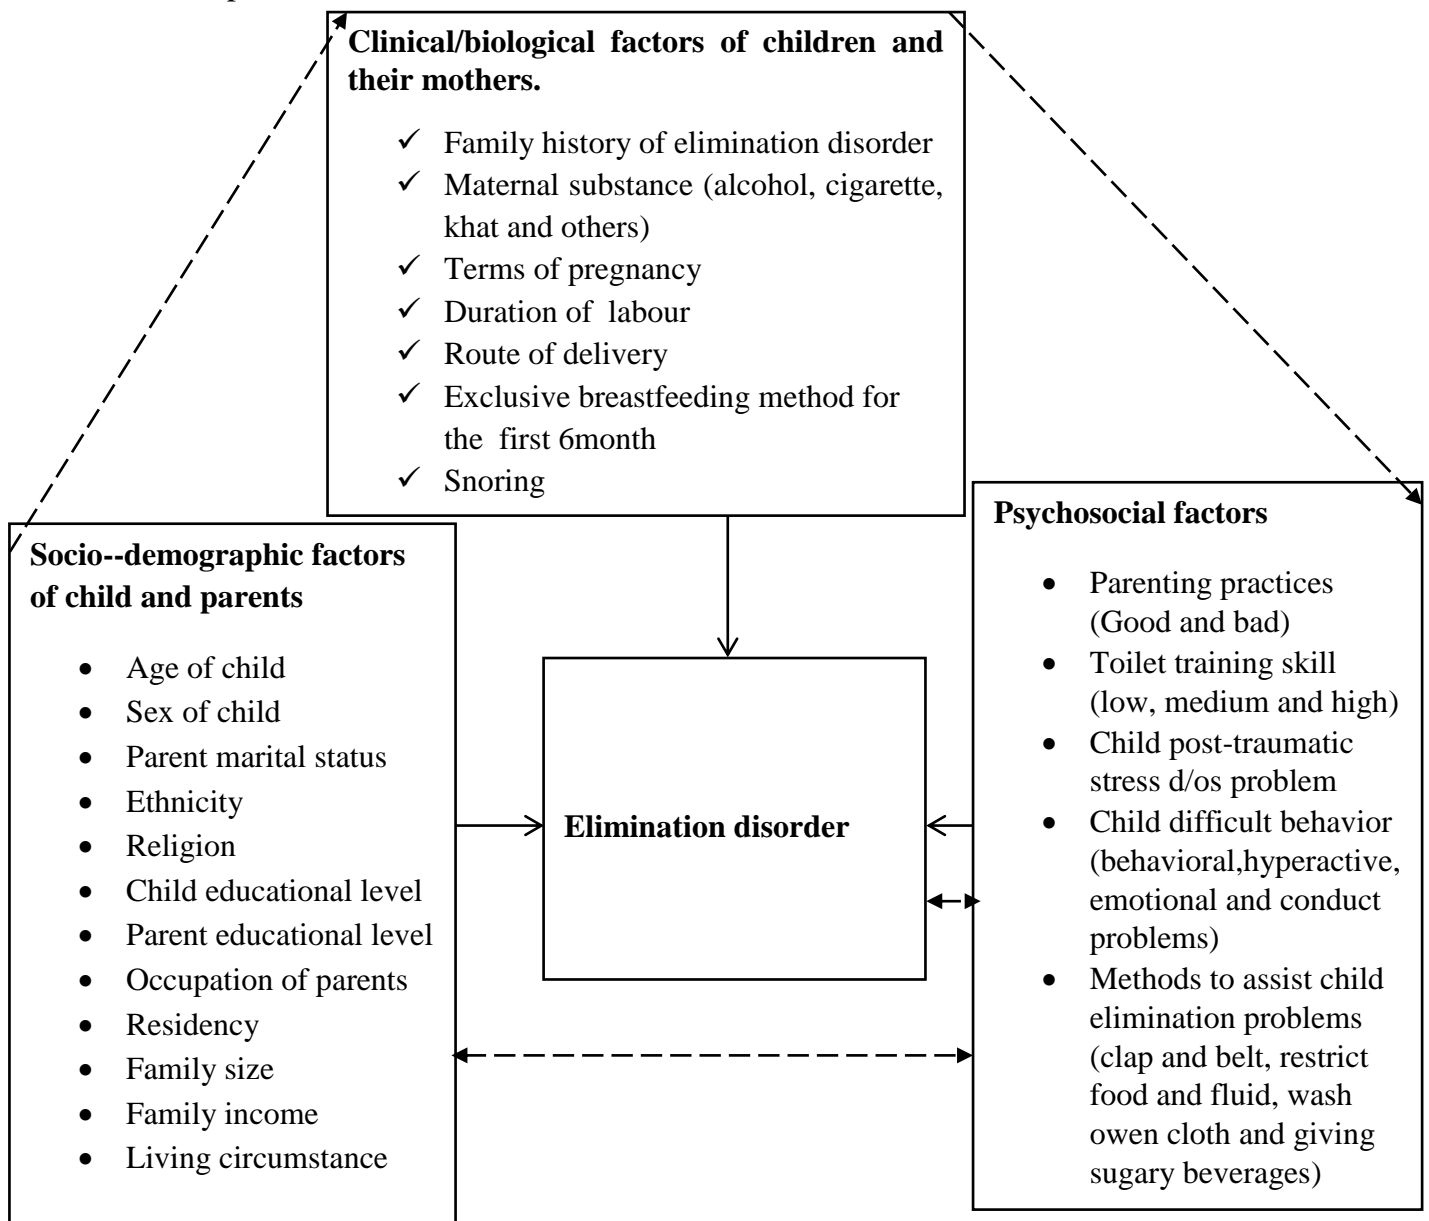 Clinical/biological factors of children and
their mothers.
✓ Family history of elimination disorder
✓ Maternal substance (alcohol, cigarette,
khat and others)
✓ Terms of pregnancy
✓ Duration of labour
✓ Route of delivery
✓ Exclusive breastfeeding method for
the first 6month
✓ Snoring
Socio--demographic factors
of child and parents
• Age of child
• Sex of child
• Parent marital status
• Ethnicity
• Religion
• Child educational level
• Parent educational level
• Occupation of parents
• Residency
• Family size
• Family income
• Living circumstance
Elimination disorder
Psychosocial factors
• Parenting practices
(Good and bad)
• Toilet training skill
(low, medium and high)
• Child post-traumatic
stress d/os problem
• Child difficult behavior
(behavioral,hyperactive,
emotional and conduct
problems)
• Methods to assist child
elimination problems
(clap and belt, restrict
food and fluid, wash
owen cloth and giving
sugary beverages)